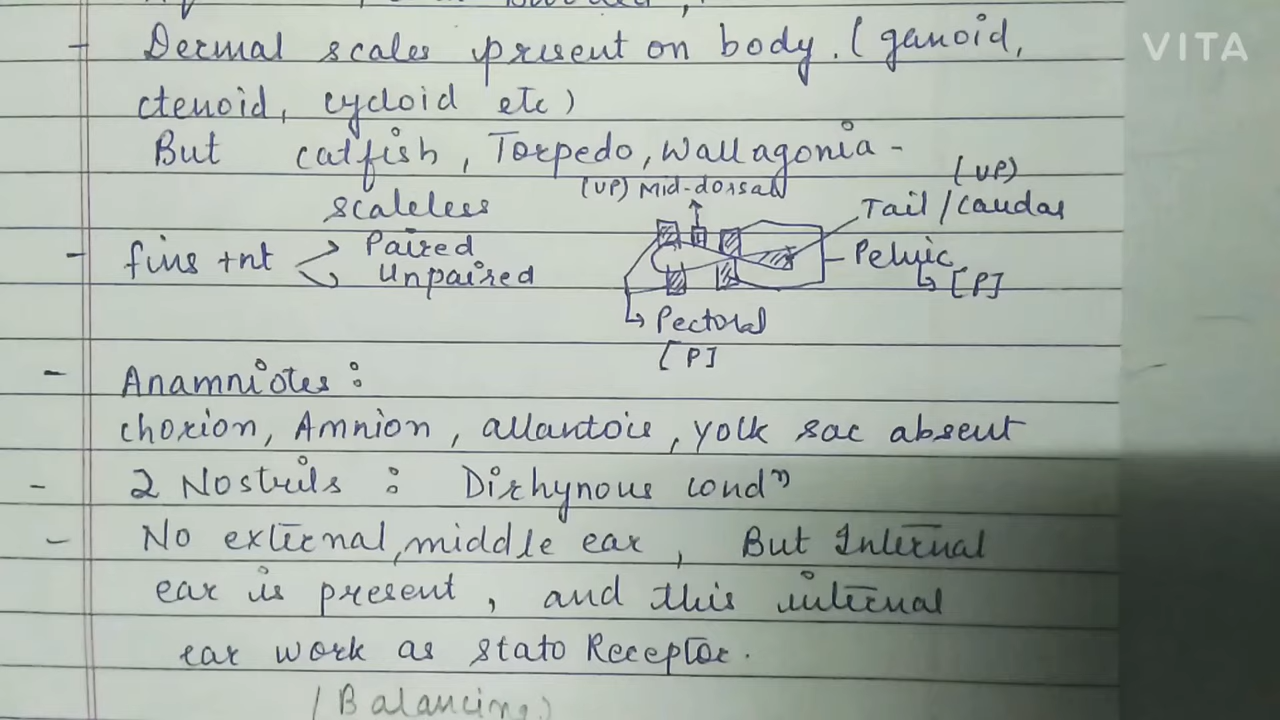 - Dermal scales present on body. (ganoid,
ctenoid, cycloid etc)
But catfish, Torpedo, Wallagonia -
scaleless
- fins +nt Paired
Unpaired
(UP) Mid-dorsal
(UP)
Tail/Caudal
Pelvic
[P]
Pectoral
[P]
- Anamniotes:
chorion, Amnion, allantois, yolk sac absent
- 2 Nostrils : Dirhynous condⁿ
- No external, middle ear, But Internal
ear is present, and this internal
ear work as stato Receptor.
(Balancing)
VITA